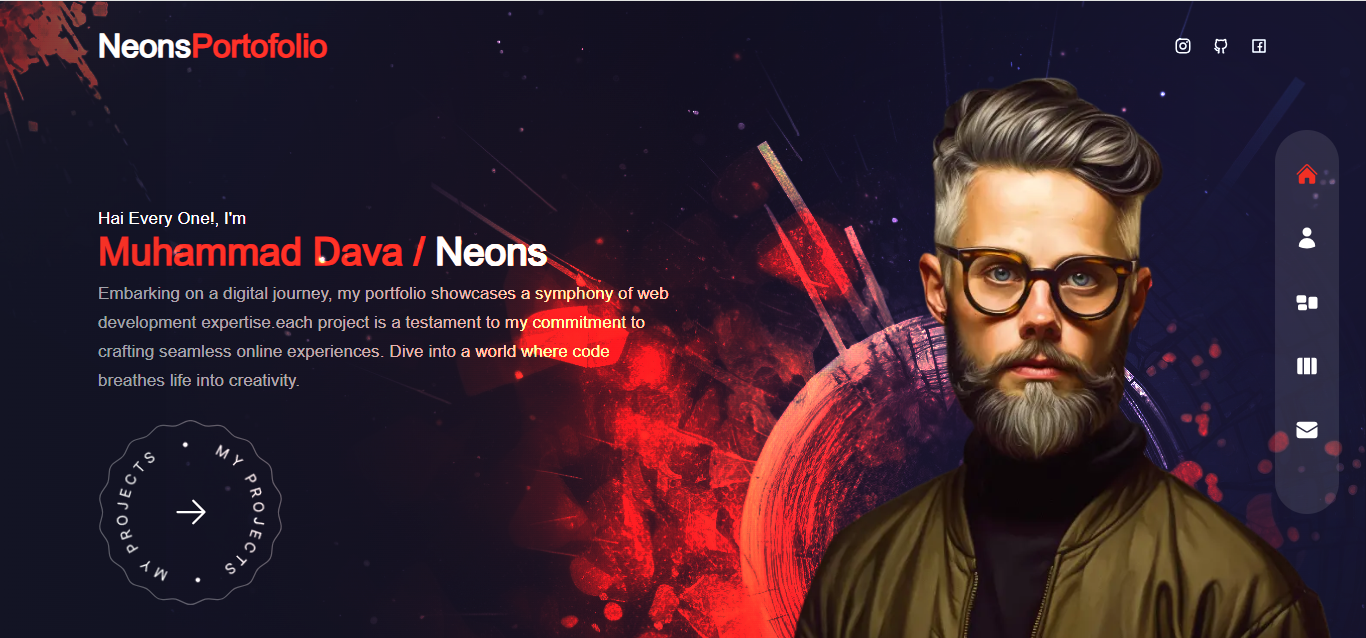 NeonsPortofolio
Hai Every One!, I'm
Muhammad Dava / Neons
Embarking on a digital journey, my portfolio showcases a symphony of web
development expertise.each project is a testament to my commitment to
crafting seamless online experiences. Dive into a world where code
breathes life into creativity.
MY PROJECTS • MY PROJECTS •